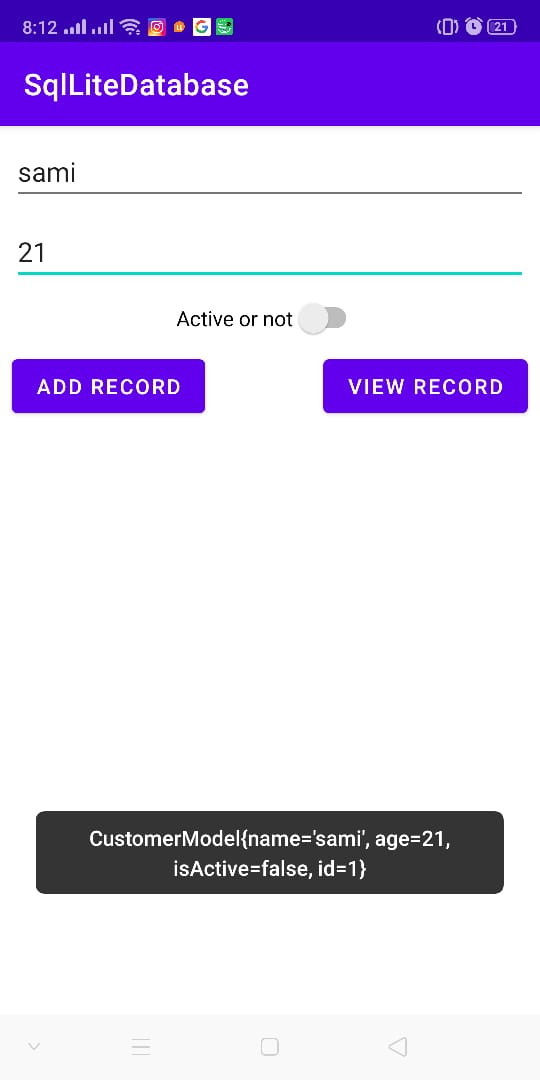 8:12
21
SqlLiteDatabase
sami
21
Active or not
ADD RECORD
VIEW RECORD
CustomerModel{name='sami', age=21,
isActive=false, id=1}